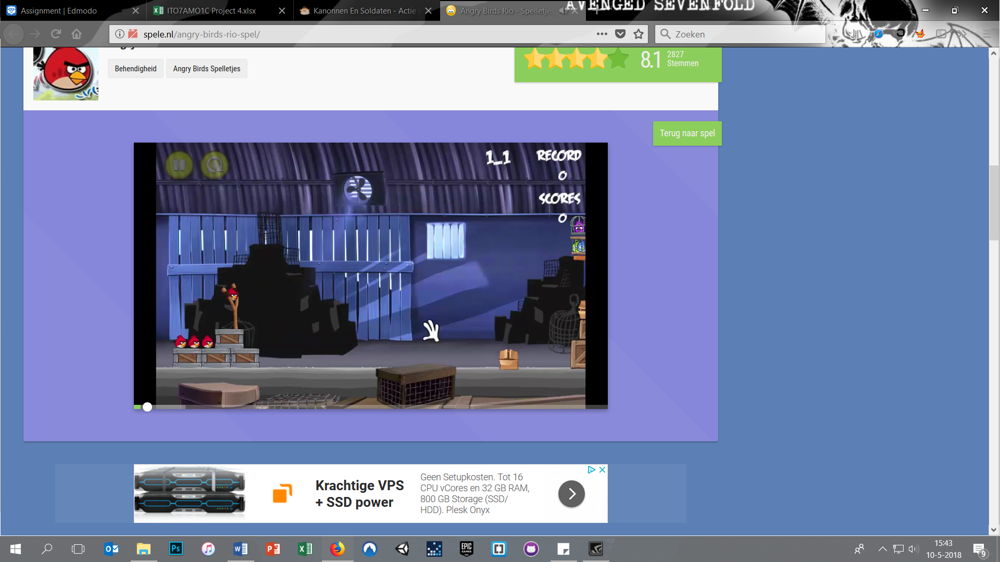 AVENGED SEVENFOLD
Assignment | Edmodo
ITO7AMO1C Project 4.xlsx
Kanonnen En Soldaten - Actie s
Angry Birds Rio - Spelletjes
spele.nl/angry-birds-rio-spel/
Zoeken
Behendigheid
Angry Birds Spelletjes
8.1
2827
Stemmen
Terug naar spel
1_1
RECORD
0
SCORES
0
Krachtige VPS
+ SSD power
Geen Setupkosten. Tot 16
CPU vCores en 32 GB RAM,
800 GB Storage (SSD/
HDD). Plesk Onyx
Ps
EPIC
GAMES
15:43
10-5-2018
9